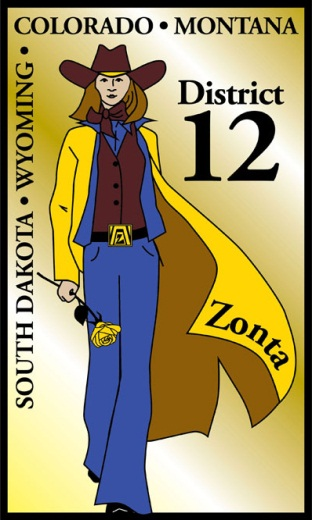 COLORADO • MONTANA
SOUTH DAKOTA • WYOMING •
District
12
Zonta